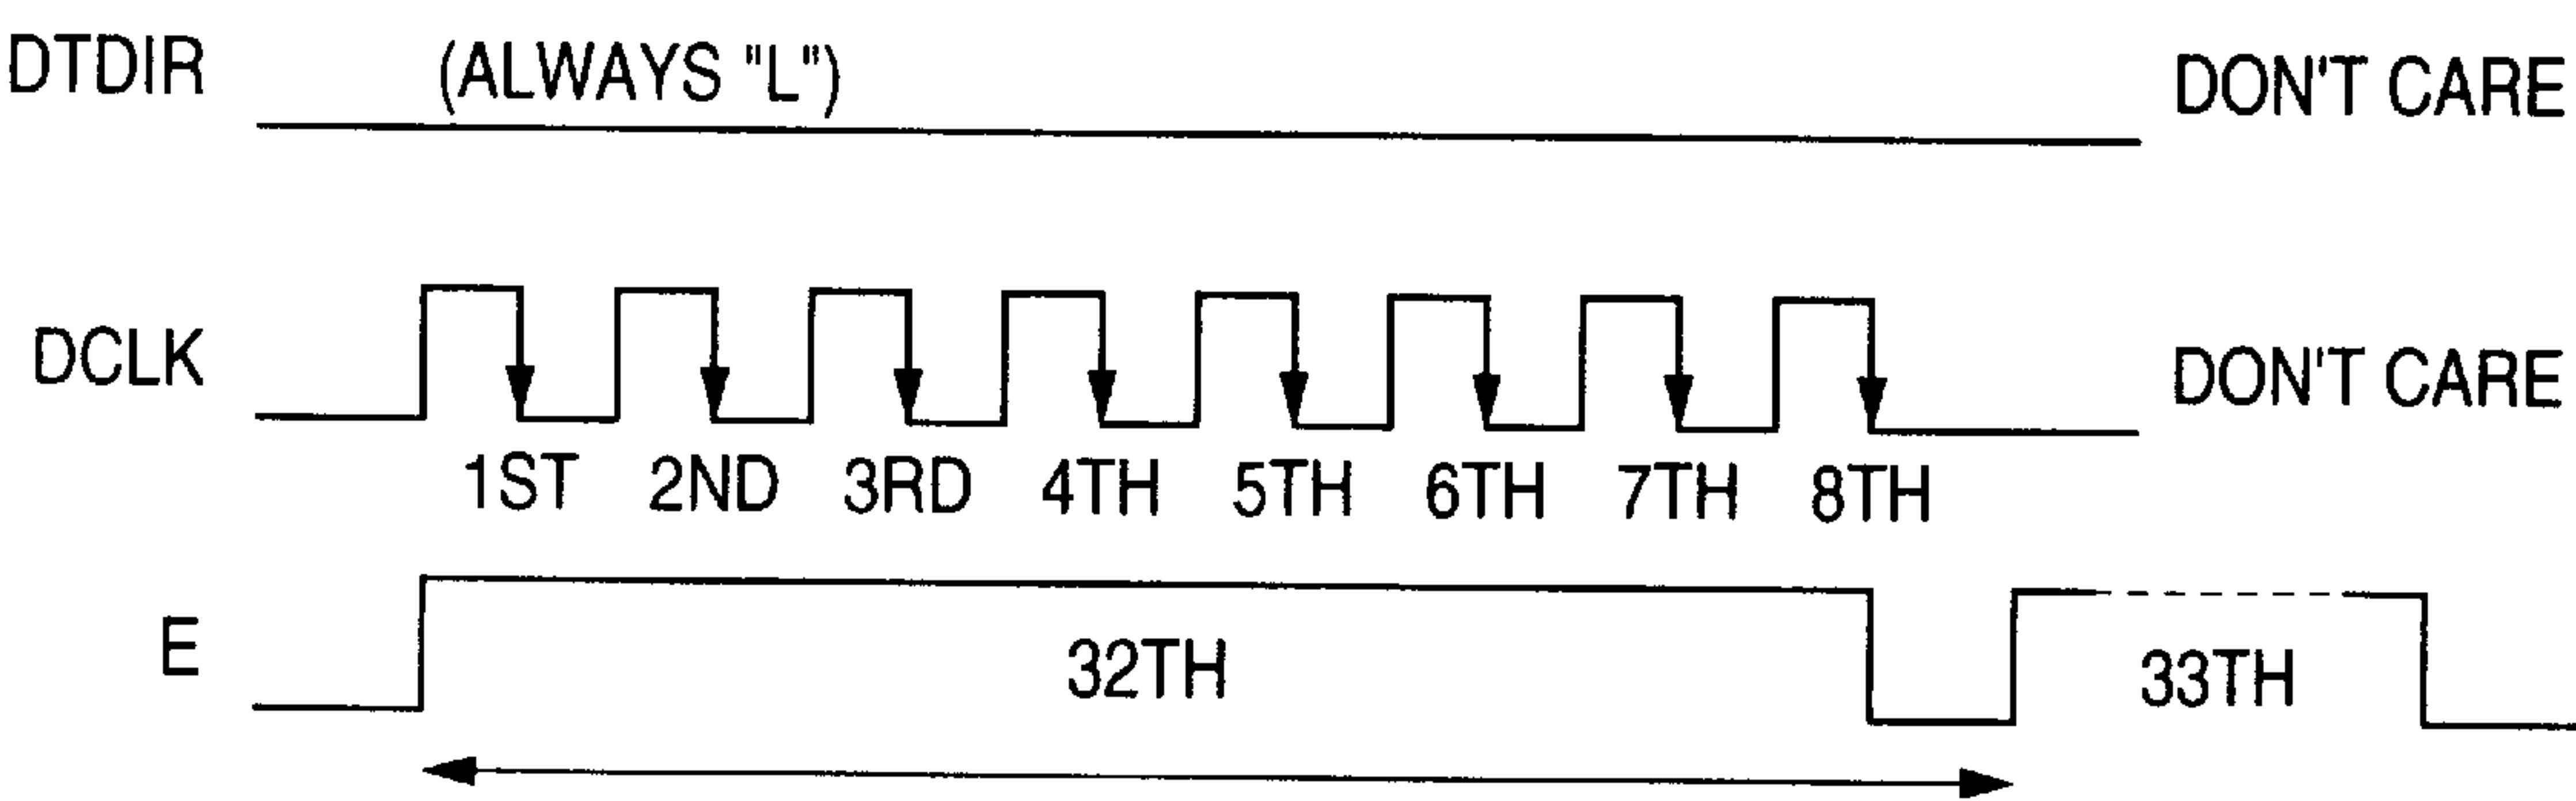 DTDIR (ALWAYS "L") DON'T CARE
DCLK DON'T CARE
1ST 2ND 3RD 4TH 5TH 6TH 7TH 8TH
E 32TH 33TH